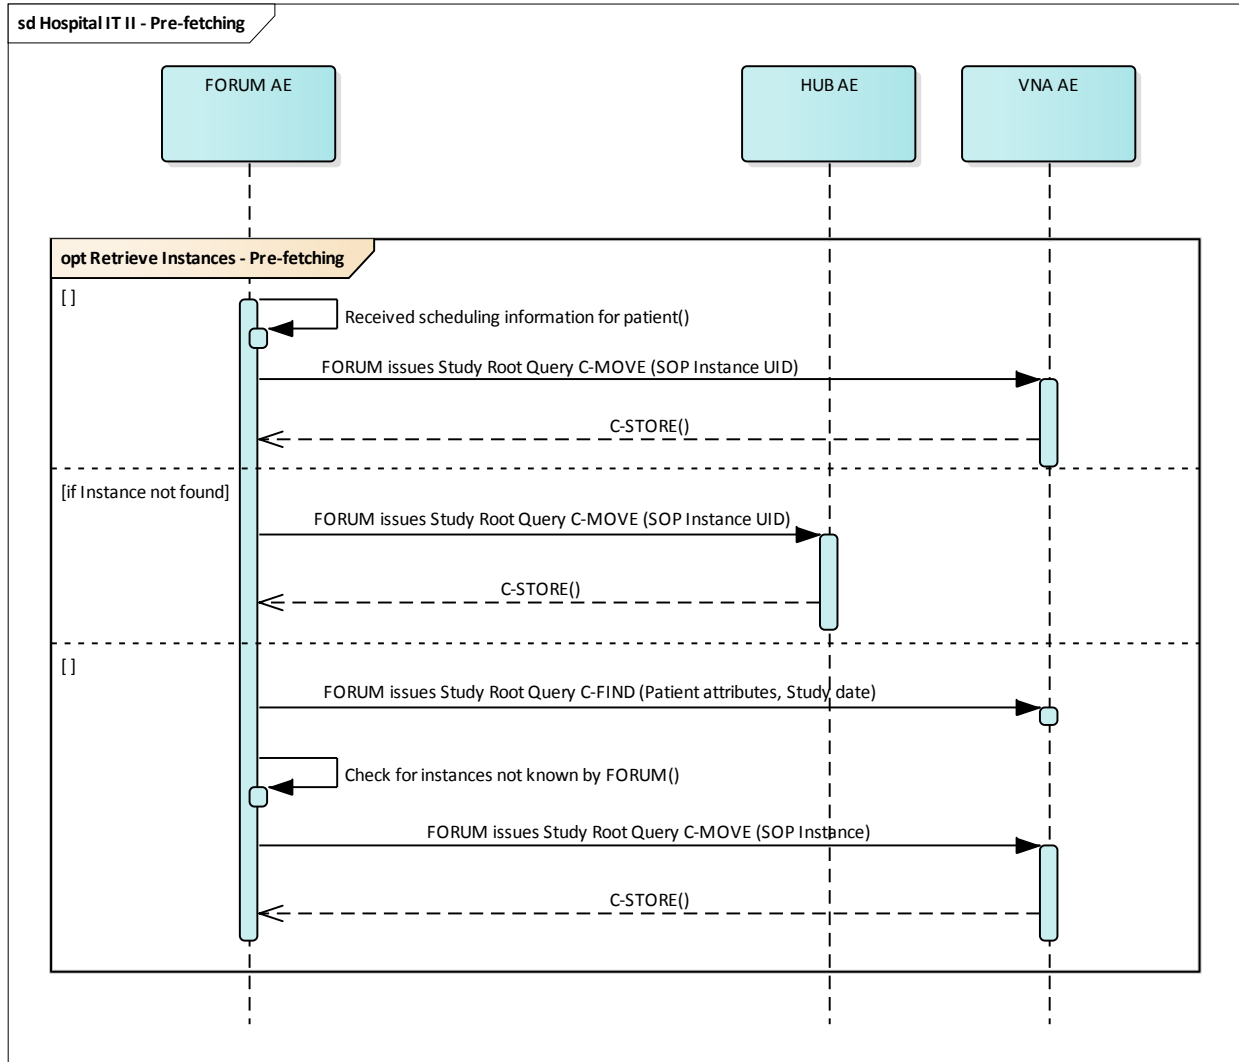 sd Hospital IT II - Pre-fetching
FORUM AE
HUB AE
VNA AE
opt Retrieve Instances - Pre-fetching
[ ]
Received scheduling information for patient()
FORUM issues Study Root Query C-MOVE (SOP Instance UID)
C-STORE()
[if Instance not found]
FORUM issues Study Root Query C-MOVE (SOP Instance UID)
C-STORE()
[ ]
FORUM issues Study Root Query C-FIND (Patient attributes, Study date)
Check for instances not known by FORUM()
FORUM issues Study Root Query C-MOVE (SOP Instance)
C-STORE()